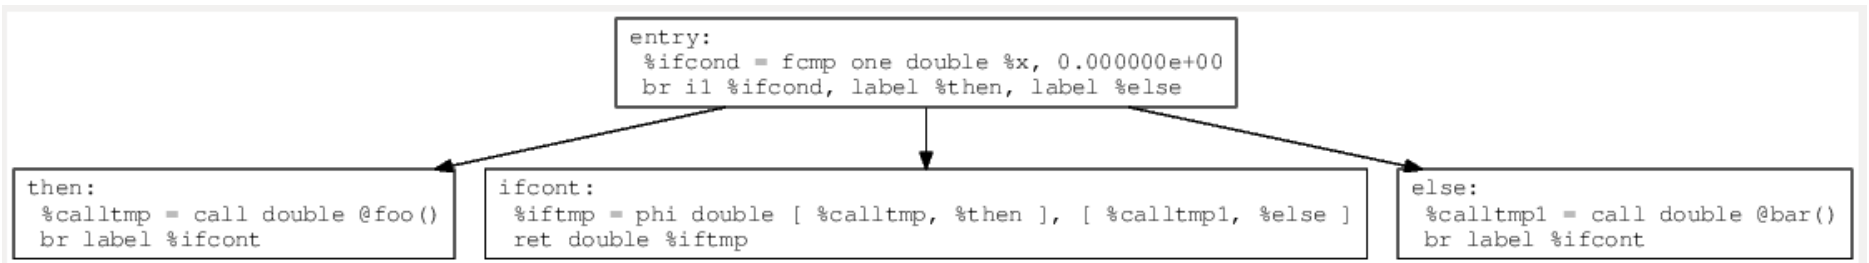 entry:
%ifcond = fcmp one double %x, 0.000000e+00
br i1 %ifcond, label %then, label %else
then:
%calltmp = call double @foo()
br label %ifcont
ifcont:
%iftmp = phi double [ %calltmp, %then ], [ %calltmp1, %else ]
ret double %iftmp
else:
%calltmp1 = call double @bar()
br label %ifcont